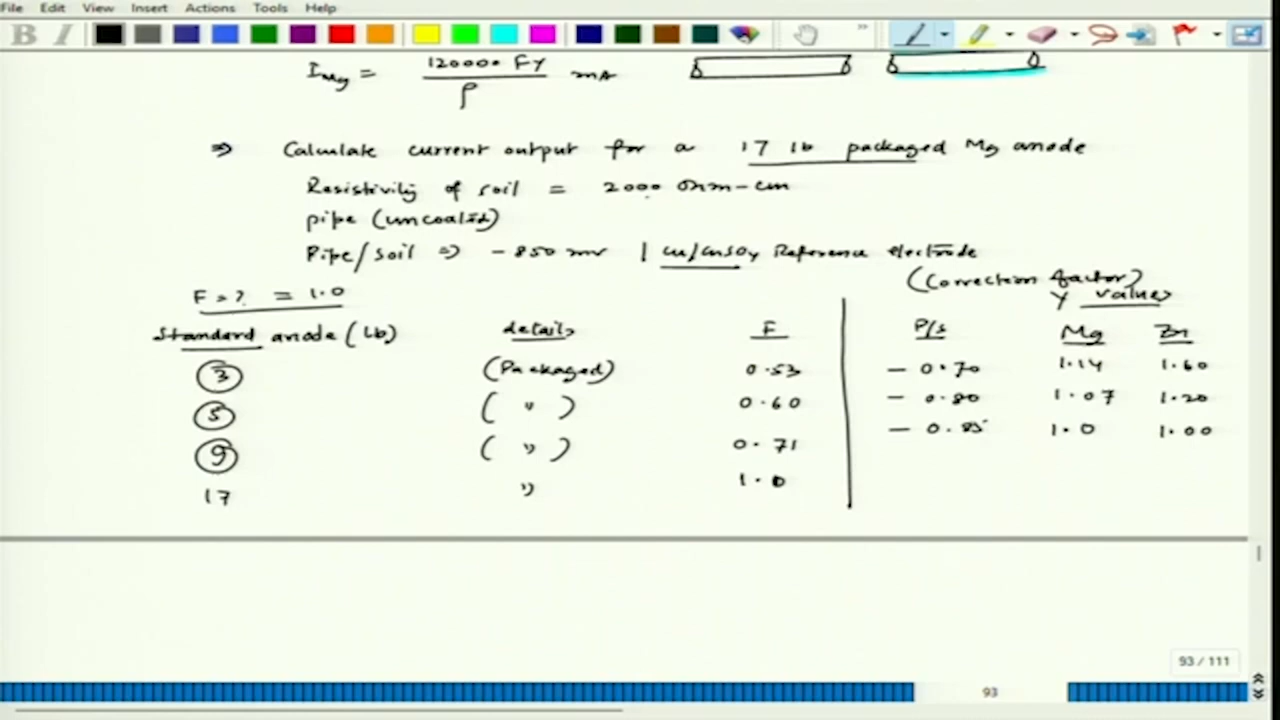 File Edit View Insert Actions Tools Help
B I
I Mg = 120000 FY / ρ mA
⇒ Calculate current output for a 17 lb packaged Mg anode
Resistivity of soil = 2000 ohm-cm
pipe (uncoated)
Pipe/soil ⇒ - 850 mv | cu/cuso4 Reference electrode
(Correction factor)
F = ? = 1.0
Y values
Standard anode (lb) details F P/s Mg Zn
3 (Packaged) 0.53 - 0.70 1.14 1.60
5 ( " ) 0.60 - 0.80 1.07 1.20
9 ( " ) 0.71 - 0.85 1.0 1.00
17 " 1.0
93 / 111
93